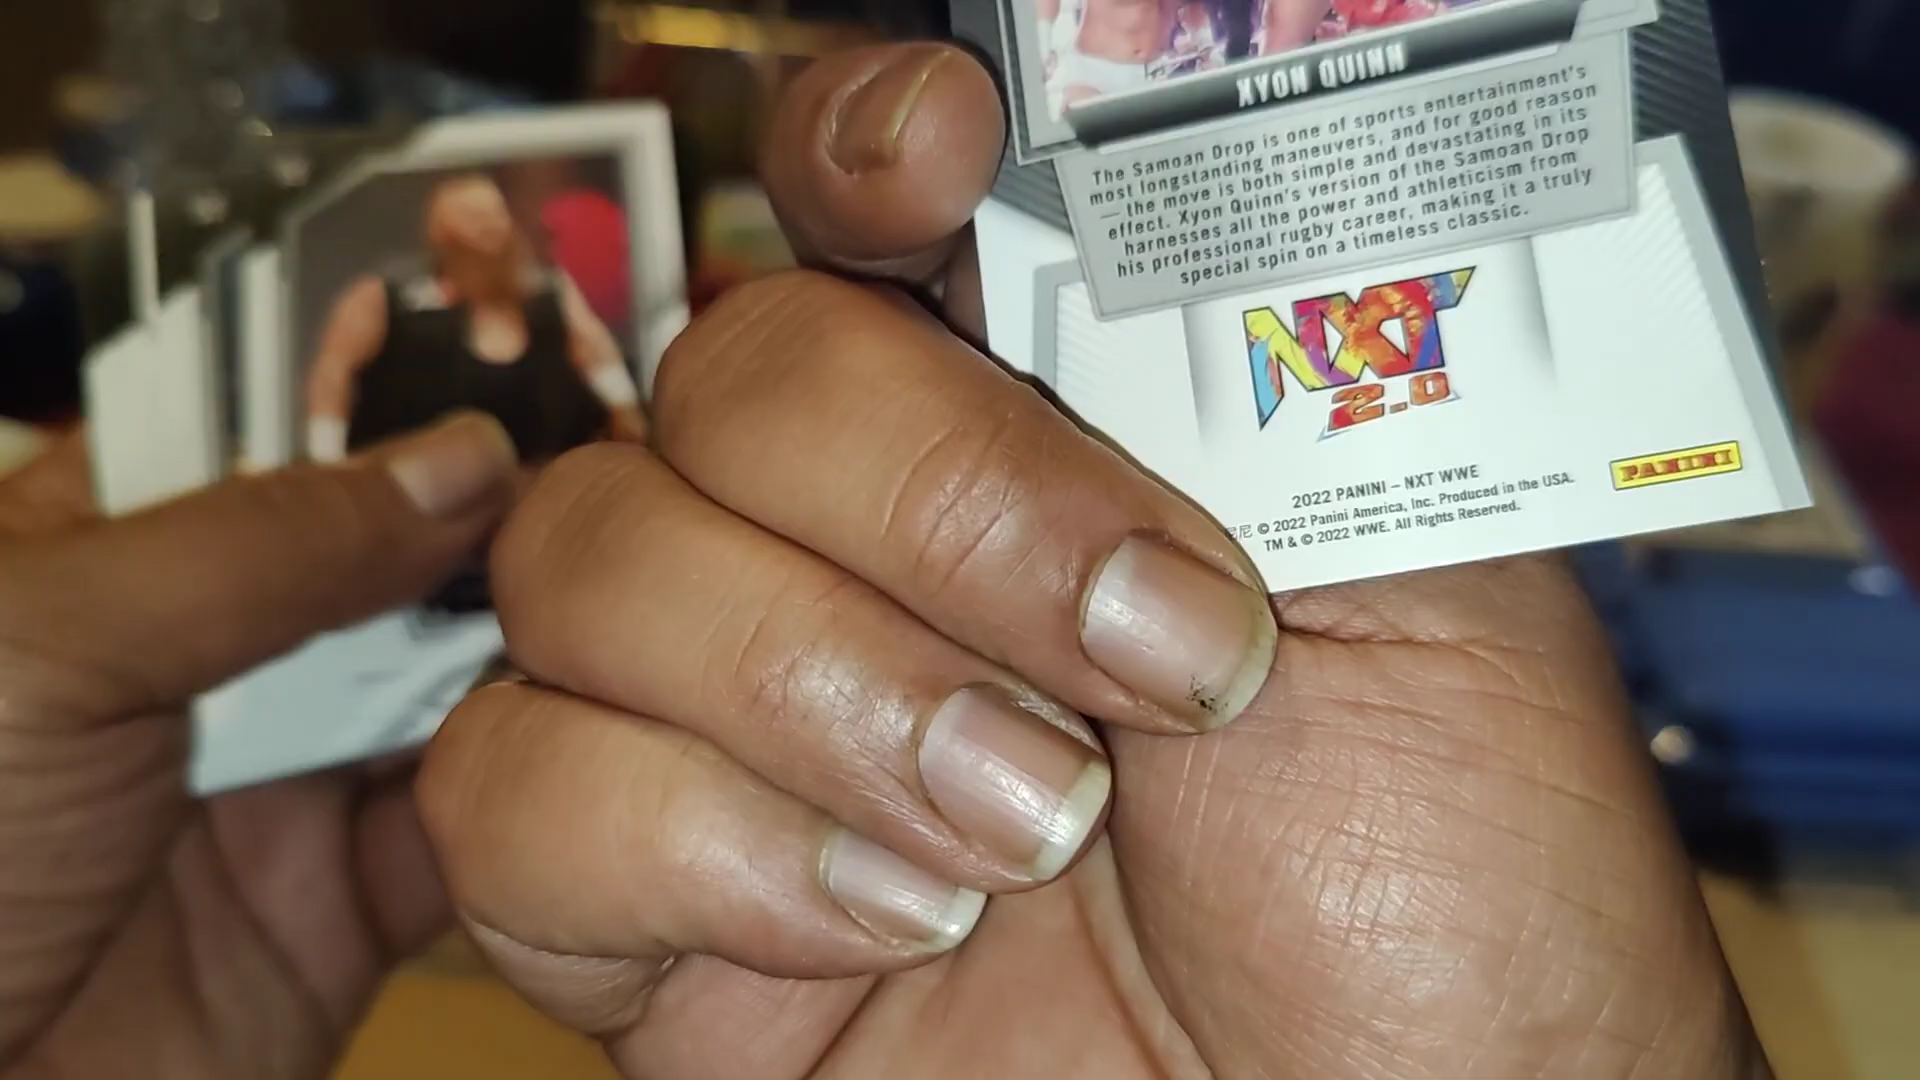 XYON QUINN
The Samoan Drop is one of sports entertainment's
most longstanding maneuvers, and for good reason
— the move is both simple and devastating in its
effect. Xyon Quinn's version of the Samoan Drop
harnesses all the power and athleticism from
his professional rugby career, making it a truly
special spin on a timeless classic.
NXT
2.0
PANINI
2022 PANINI – NXT WWE
尼 © 2022 Panini America, Inc. Produced in the USA.
TM & © 2022 WWE. All Rights Reserved.